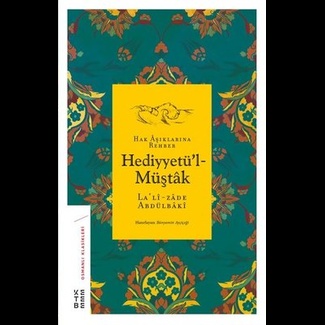 Hak Âşıklarına
Rehber
Hediyyetü'l-
Müştâk
La'lî-zâde
Abdülbâkî
OSMANLI KLASİKLERİ
KETEBE